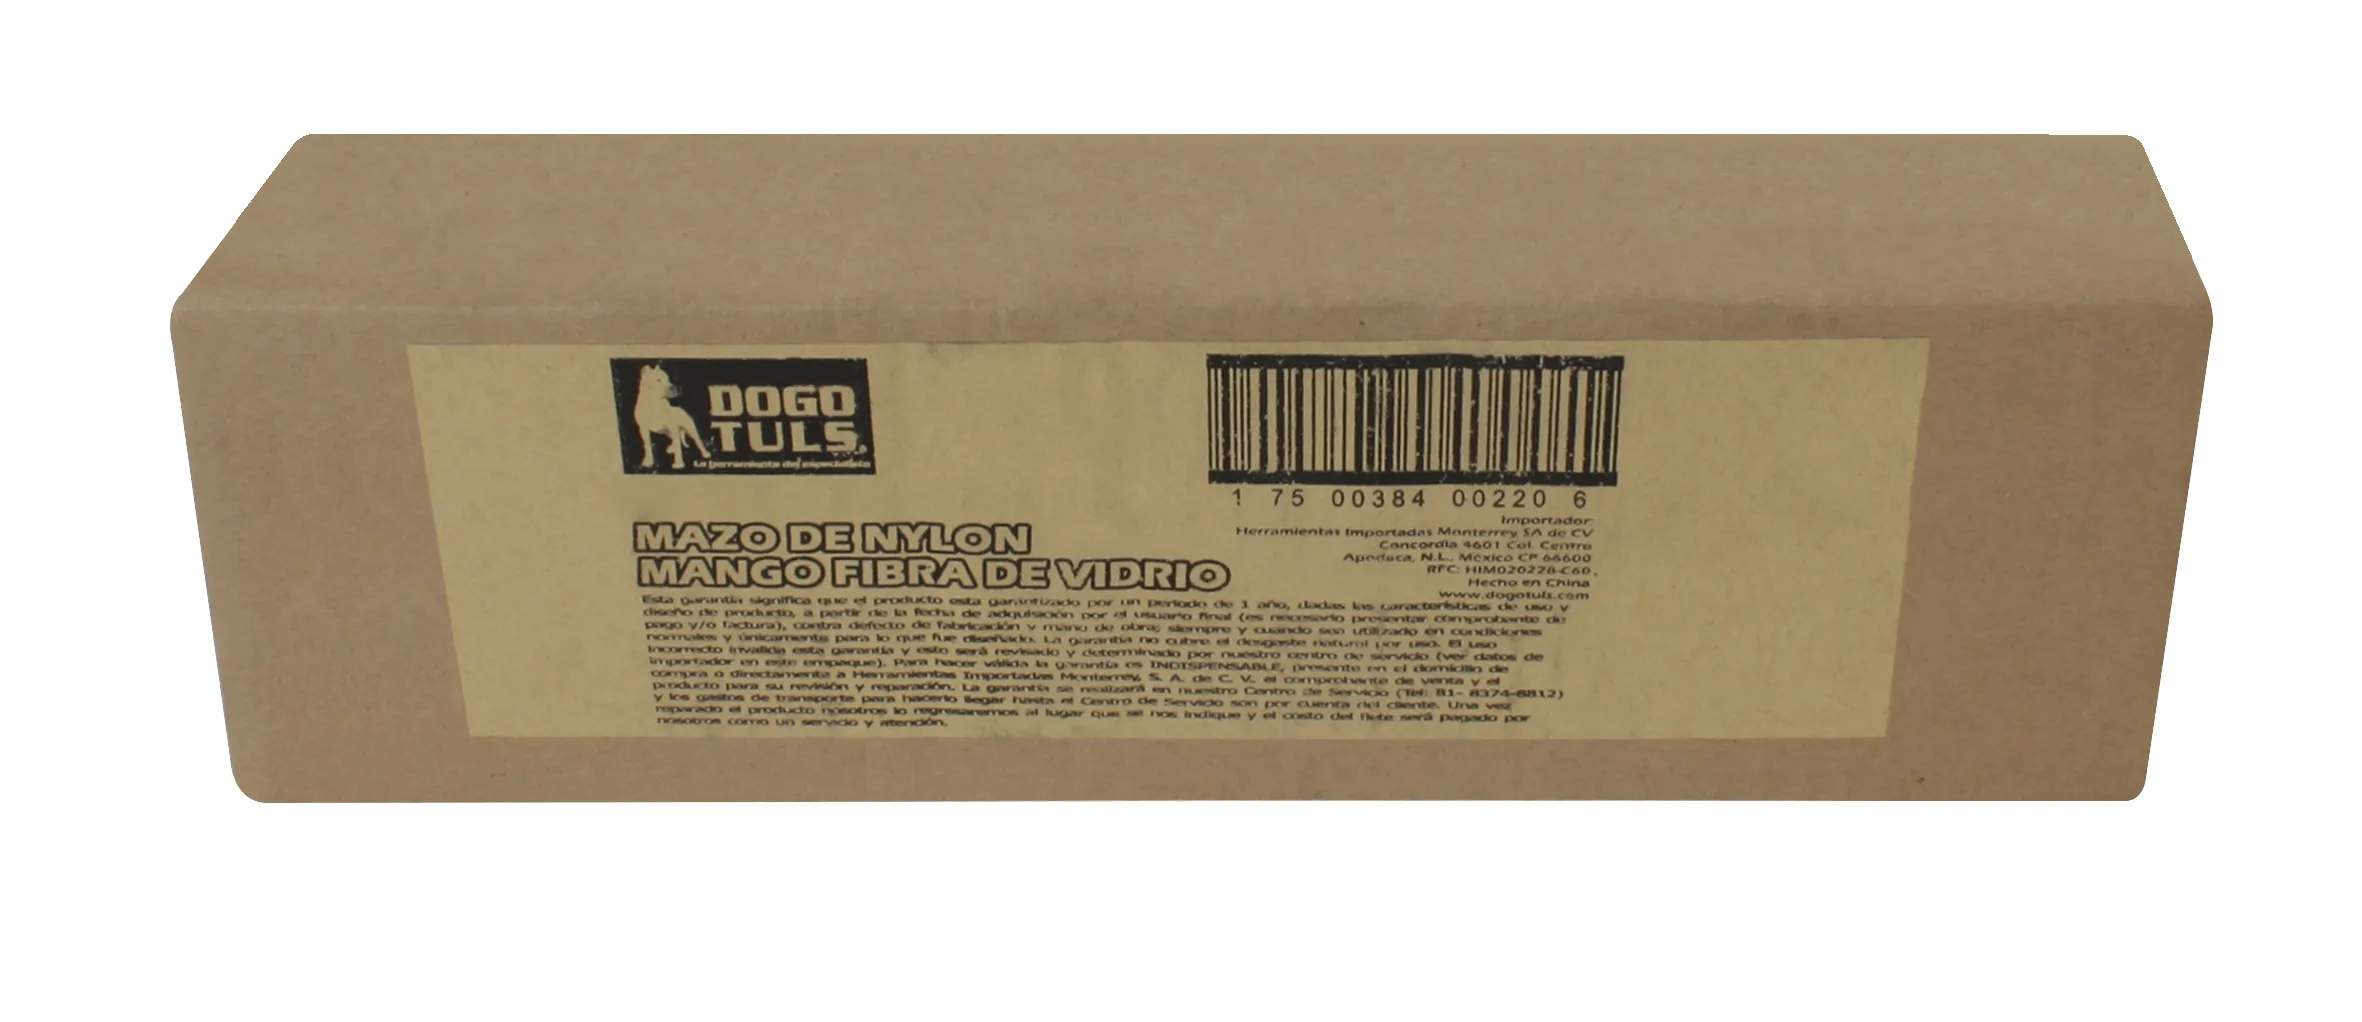 DOGO
TULS®
La herramienta del especialista
1 75 00384 00220 6
MAZO DE NYLON
MANGO FIBRA DE VIDRIO
Importador:
Herramientas Importadas Monterrey, SA de CV
Concordia 4601 Col. Centro
Apodaca, N.L., México CP 66600
RFC: HIM020228-C60.
Hecho en China
www.dogotuls.com
Esta garantía significa que el producto esta garantizado por un periodo de 1 año, dadas las características de uso y
diseño de producto, a partir de la fecha de adquisición por el usuario final (es necesario presentar comprobante de
pago y/o factura), contra defecto de fabricación y mano de obra; siempre y cuando sea utilizado en condiciones
normales y únicamente para lo que fue diseñado. La garantía no cubre el desgaste natural por uso. El uso
incorrecto invalida esta garantía y esto será revisado y determinado por nuestro centro de servicio (ver datos de
importador en este empaque). Para hacer válida la garantía es INDISPENSABLE, presente en el domicilio de
compra o directamente a Herramientas Importadas Monterrey, S. A. de C. V. el comprobante de venta y el
producto para su revisión y reparación. La garantía se realizará en nuestro Centro de Servicio (Tel: 81- 8374-8812)
y los gastos de transporte para hacerlo llegar hasta el Centro de Servicio son por cuenta del cliente. Una vez
reparado el producto nosotros lo regresaremos al lugar que se nos indique y el costo del flete será pagado por
nosotros como un servicio y atención.